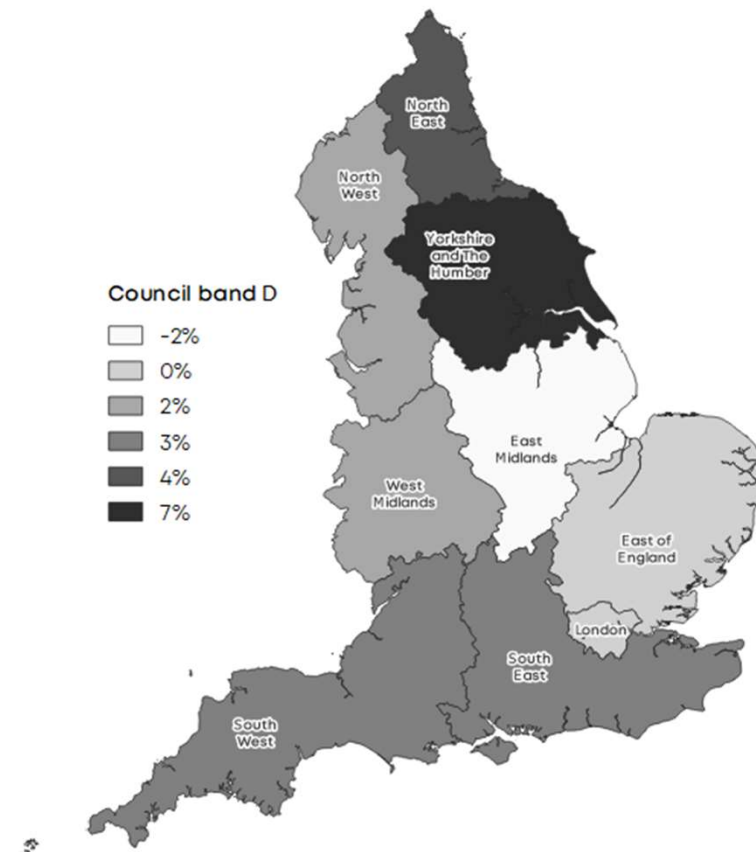 North
East
North
West
Yorkshire
and The
Humber
Council band D
-2%
0%
2%
3%
4%
7%
East
Midlands
West
Midlands
East of
England
London
South
East
South
West